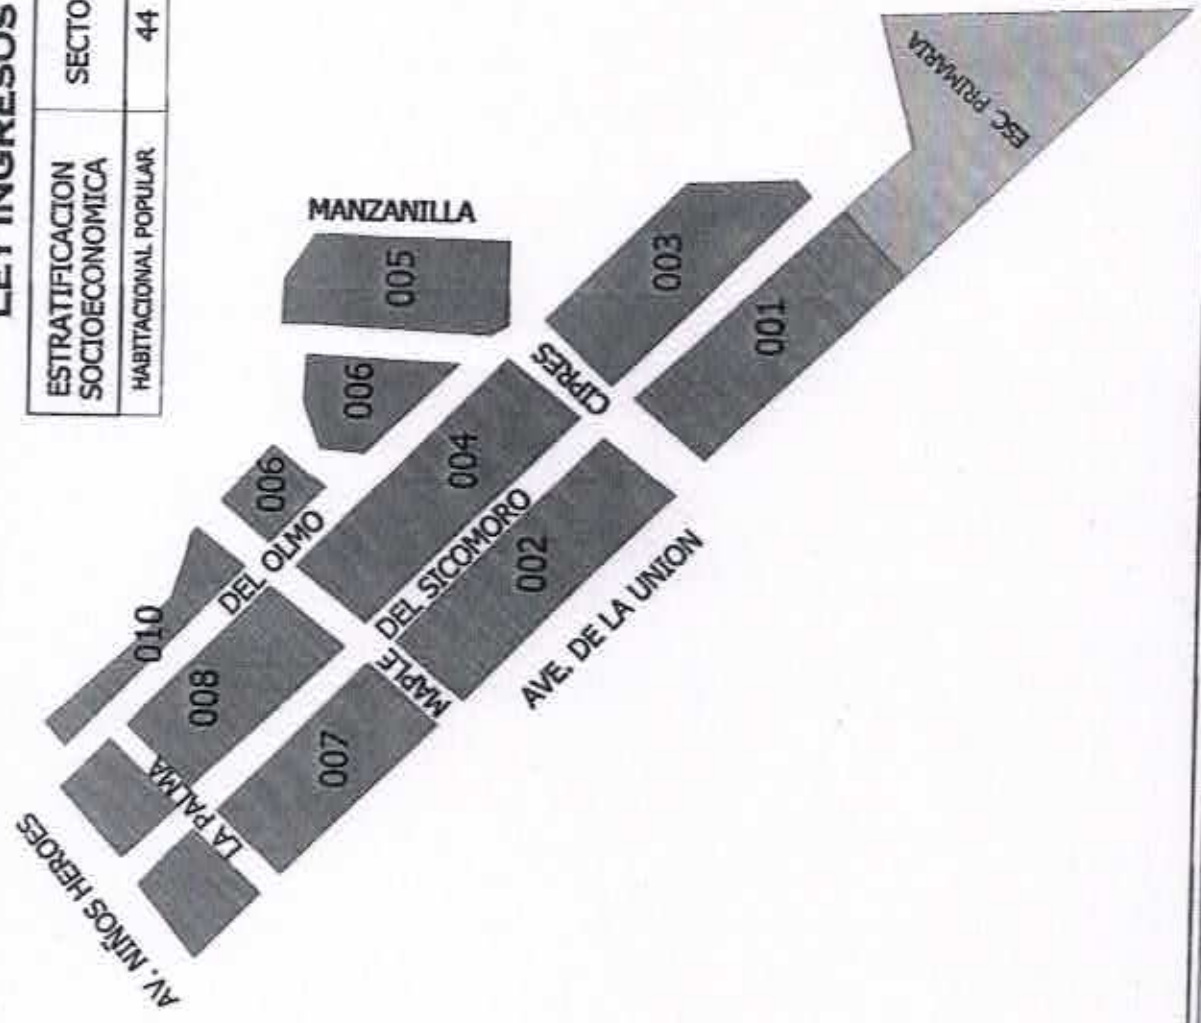 LEY INGRESOS
ESTRATIFICACION
SOCIOECONOMICA
SECTO
HABITACIONAL POPULAR
44
ESC. PRIMARIA
MANZANILLA
005
003
001
006
CIPRES
004
006
DEL OLMO
DEL SICOMORO
002
010
008
MAPLE
AVE. DE LA UNION
007
LA PALMA
AV. NIÑOS HEROES